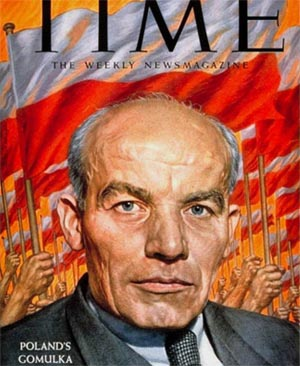 TIME
THE WEEKLY NEWSMAGAZINE
POLAND'S
GOMULKA